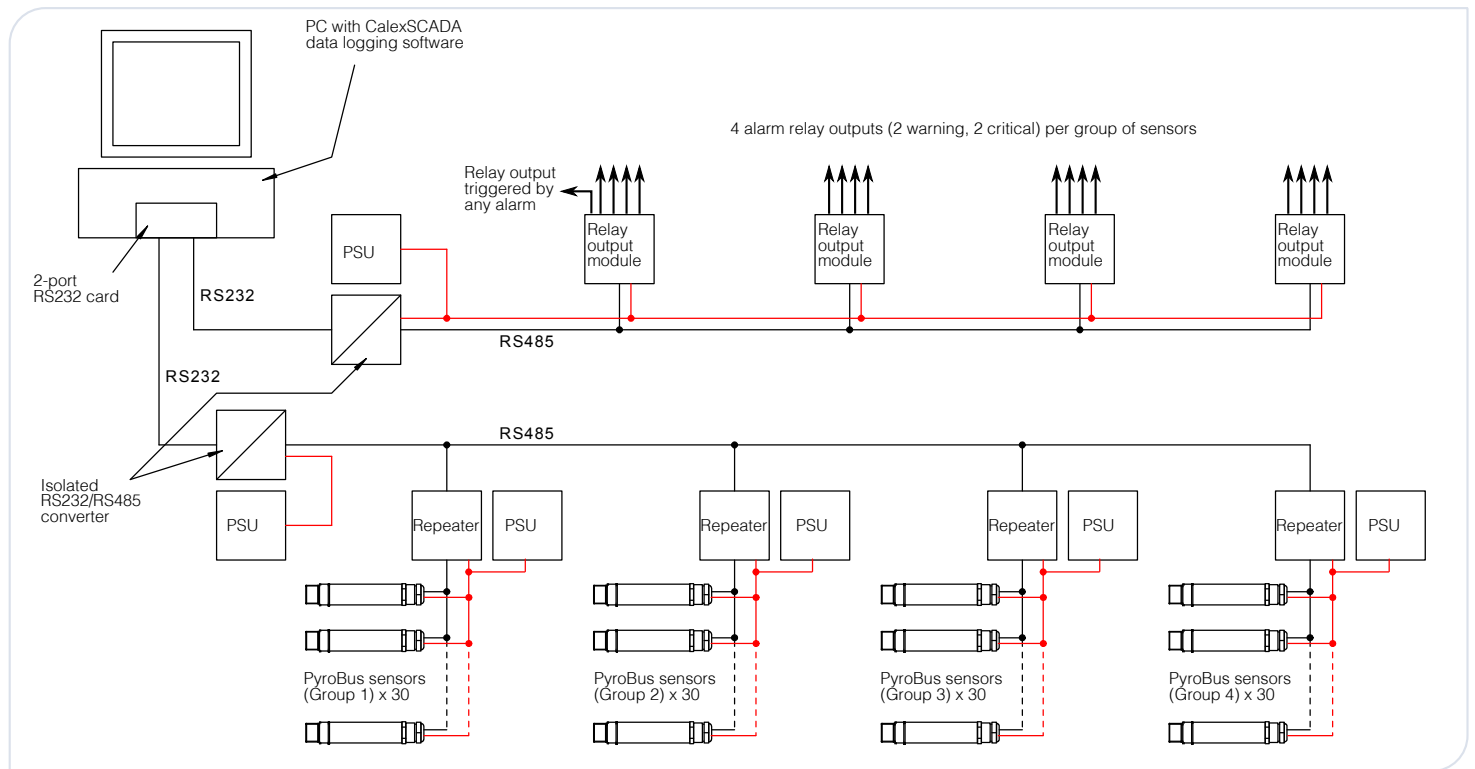 PC with CalexSCADA
data logging software
4 alarm relay outputs (2 warning, 2 critical) per group of sensors
Relay output
triggered by
any alarm
Relay
output
module
Relay
output
module
Relay
output
module
Relay
output
module
PSU
2-port
RS232 card
RS232
RS485
RS232
RS485
Isolated
RS232/RS485
converter
PSU
Repeater
PSU
Repeater
PSU
Repeater
PSU
Repeater
PSU
PyroBus sensors
(Group 1) x 30
PyroBus sensors
(Group 2) x 30
PyroBus sensors
(Group 3) x 30
PyroBus sensors
(Group 4) x 30